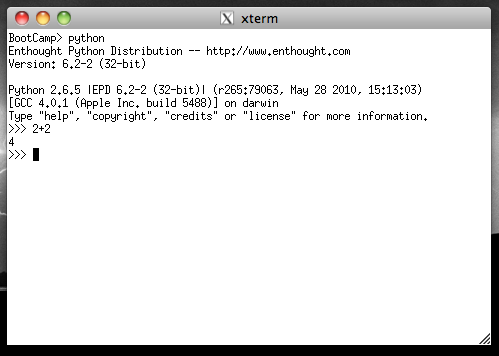 xterm
BootCamp> python
Enthought Python Distribution -- http://www.enthought.com
Version: 6.2-2 (32-bit)
Python 2.6.5 |EPD 6.2-2 (32-bit)| (r265:79063, May 28 2010, 15:13:03)
[GCC 4.0.1 (Apple Inc. build 5488)] on darwin
Type "help", "copyright", "credits" or "license" for more information.
>>> 2+2
4
>>>